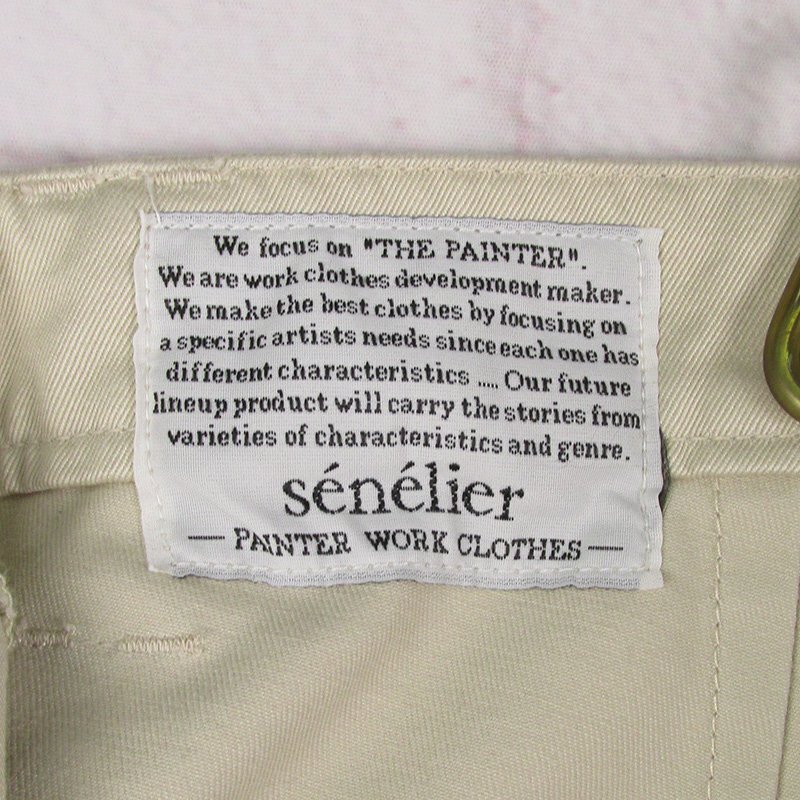 We focus on "THE PAINTER".
We are work clothes development maker.
We make the best clothes by focusing on
a specific artists needs since each one has
different characteristics ..... Our future
lineup product will carry the stories from
varieties of characteristics and genre.
sénélier
— PAINTER WORK CLOTHES —